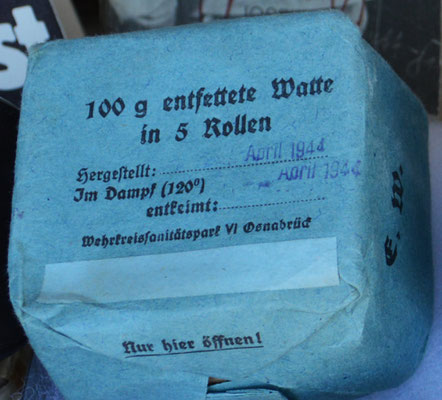 100 g entfettete Watte
in 5 Rollen
Hergestellt: April 1944
Im Dampf (120°) April 1944
entkeimt:
Wehrkreissanitätspark VI Osnabrück
Nur hier öffnen!
E. W.
st